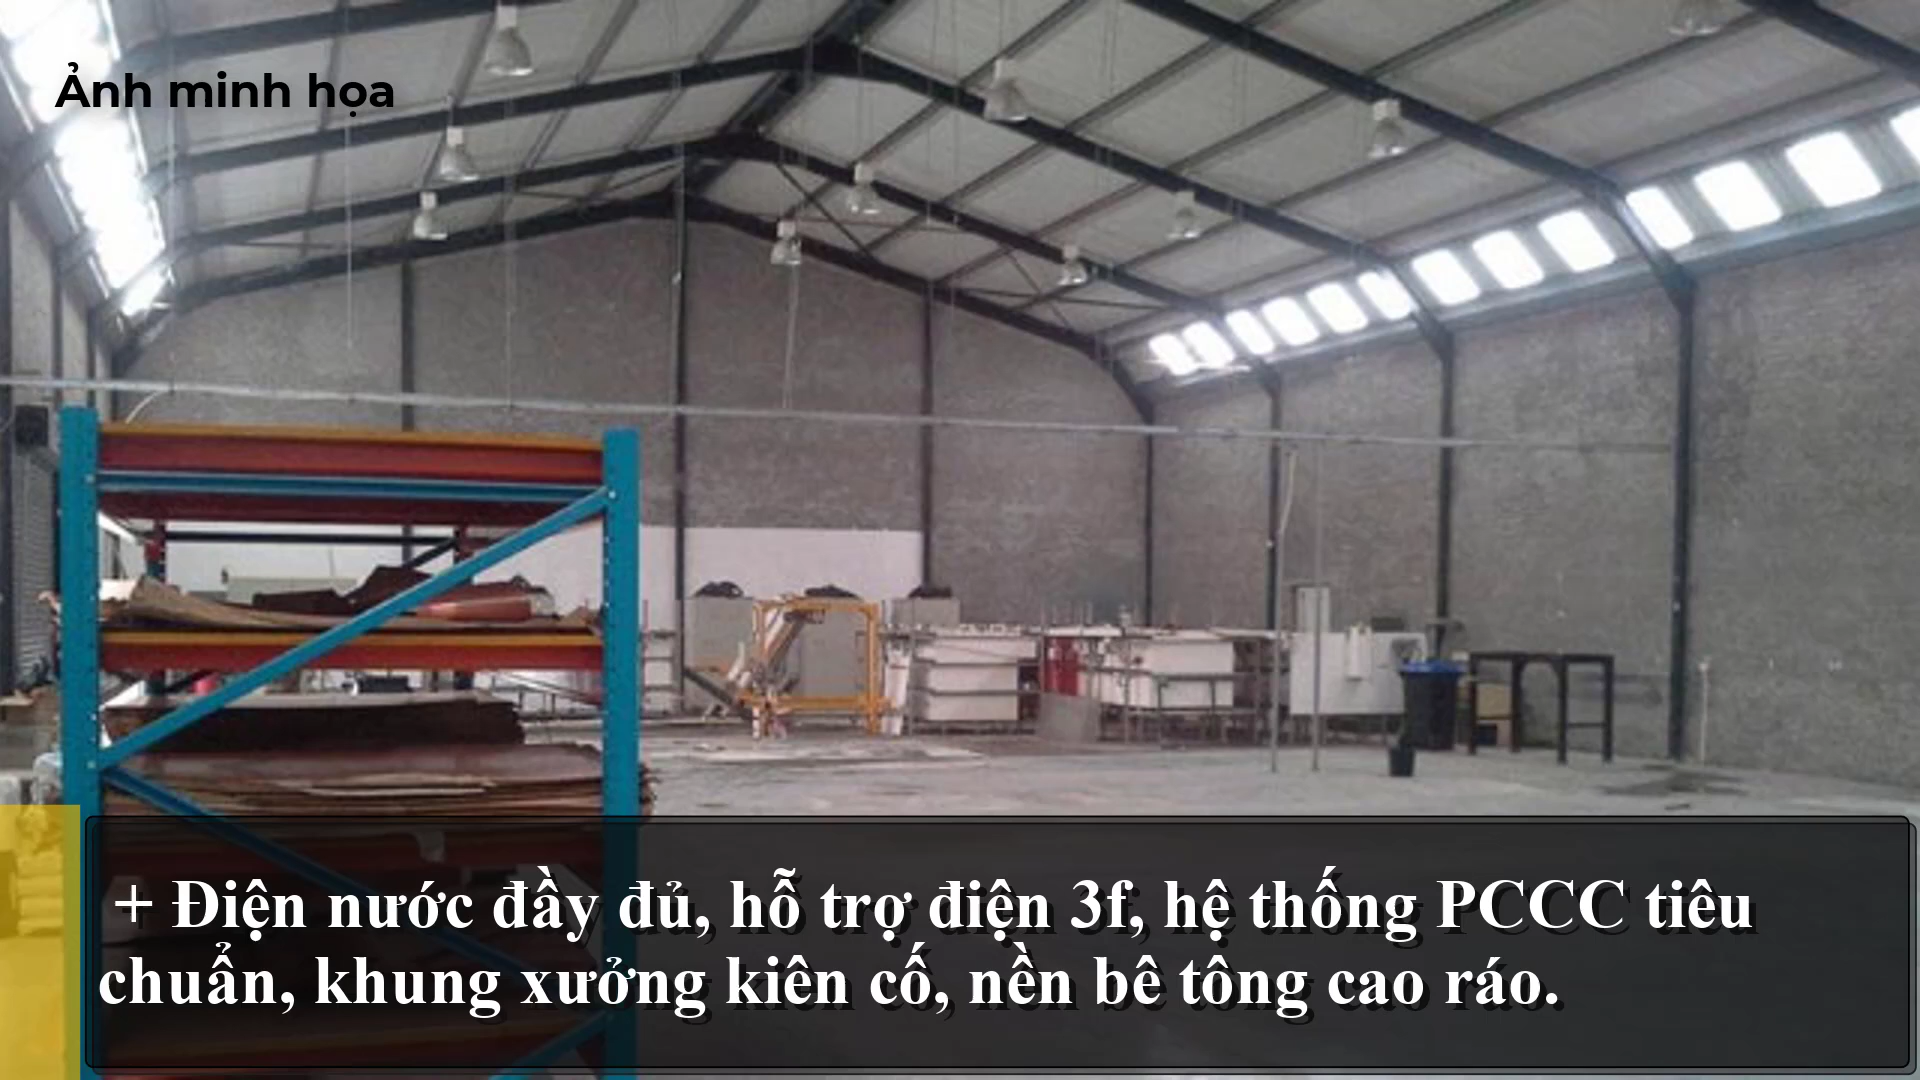 Ảnh minh họa
+ Điện nước đầy đủ, hỗ trợ điện 3f, hệ thống PCCC tiêu
chuẩn, khung xưởng kiên cố, nền bê tông cao ráo.